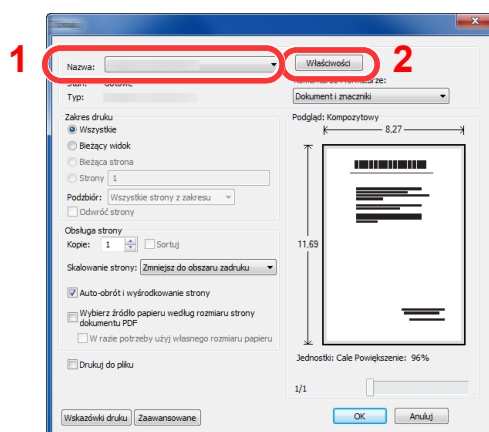 1
2
Nazwa:
Właściwości
Stan: Gotowe
Typ:
Dokument i znaczniki
Zakres druku
Wszystkie
Bieżący widok
Bieżąca strona
Strony 1
Podzbiór: Wszystkie strony z zakresu
Odwróć strony
Obsługa strony
Kopie: 1 Sortuj
Skalowanie strony: Zmniejsz do obszaru zadruku
Auto-obrót i wyśrodkowanie strony
Wybierz źródło papieru według rozmiaru strony
dokumentu PDF
W razie potrzeby użyj własnego rozmiaru papieru
Drukuj do pliku
Podgląd: Kompozytowy
8,27
11,69
Jednostki: Cale Powiększenie: 96%
1/1
Wskazówki druku Zaawansowane
OK Anuluj